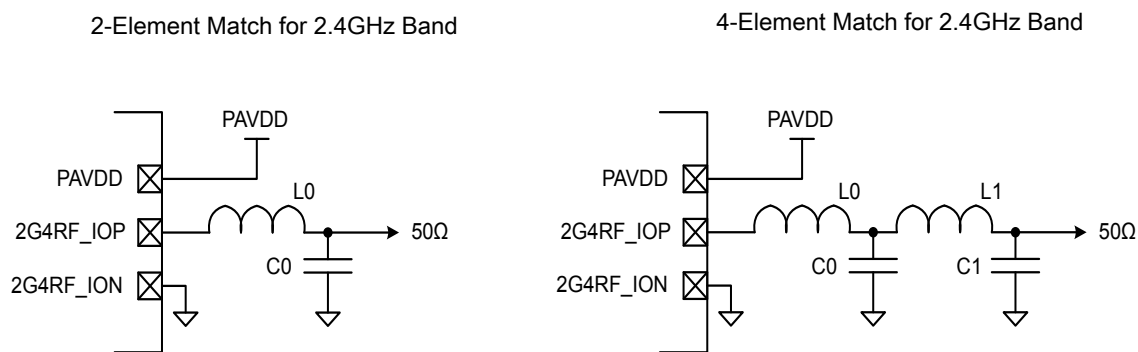 2-Element Match for 2.4GHz Band
PAVDD
PAVDD
L0
2G4RF_IOP
50Ω
C0
2G4RF_ION
4-Element Match for 2.4GHz Band
PAVDD
PAVDD
L0
L1
2G4RF_IOP
50Ω
C0
C1
2G4RF_ION